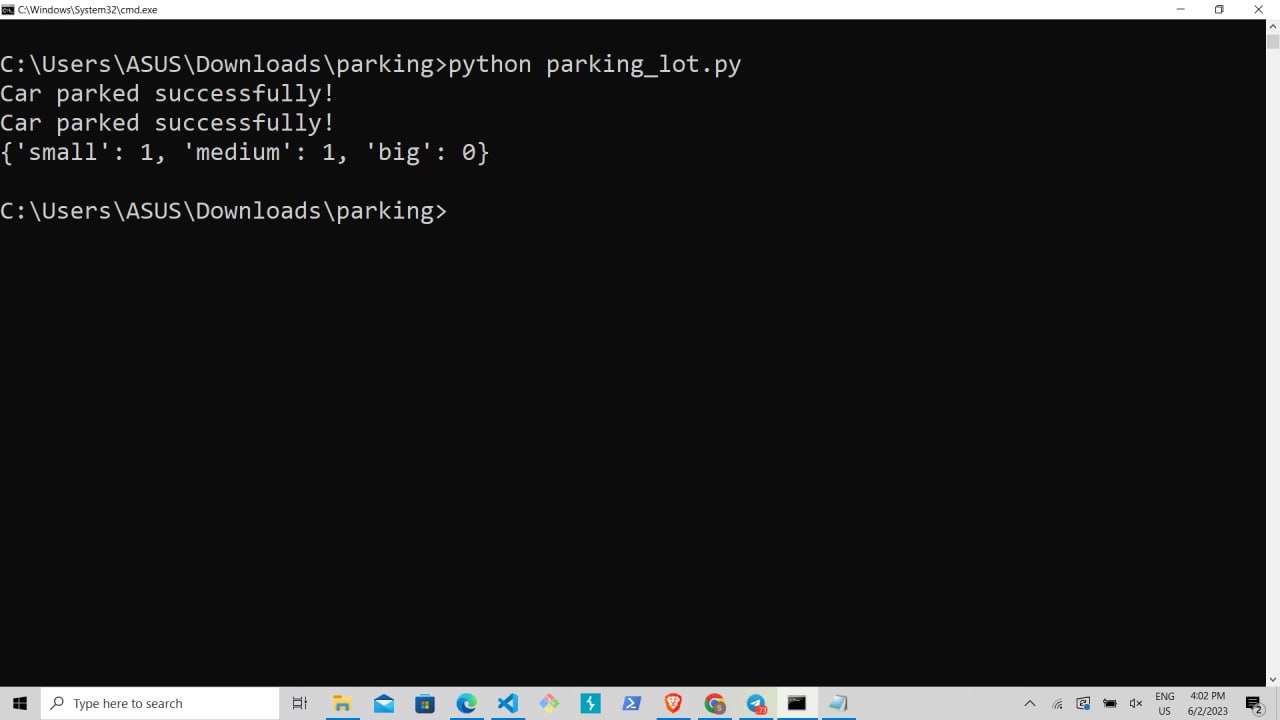 C:\Windows\System32\cmd.exe
C:\Users\ASUS\Downloads\parking>python parking_lot.py
Car parked successfully!
Car parked successfully!
{'small': 1, 'medium': 1, 'big': 0}
C:\Users\ASUS\Downloads\parking>
Type here to search
ENG
US
4:02 PM
6/2/2023
2